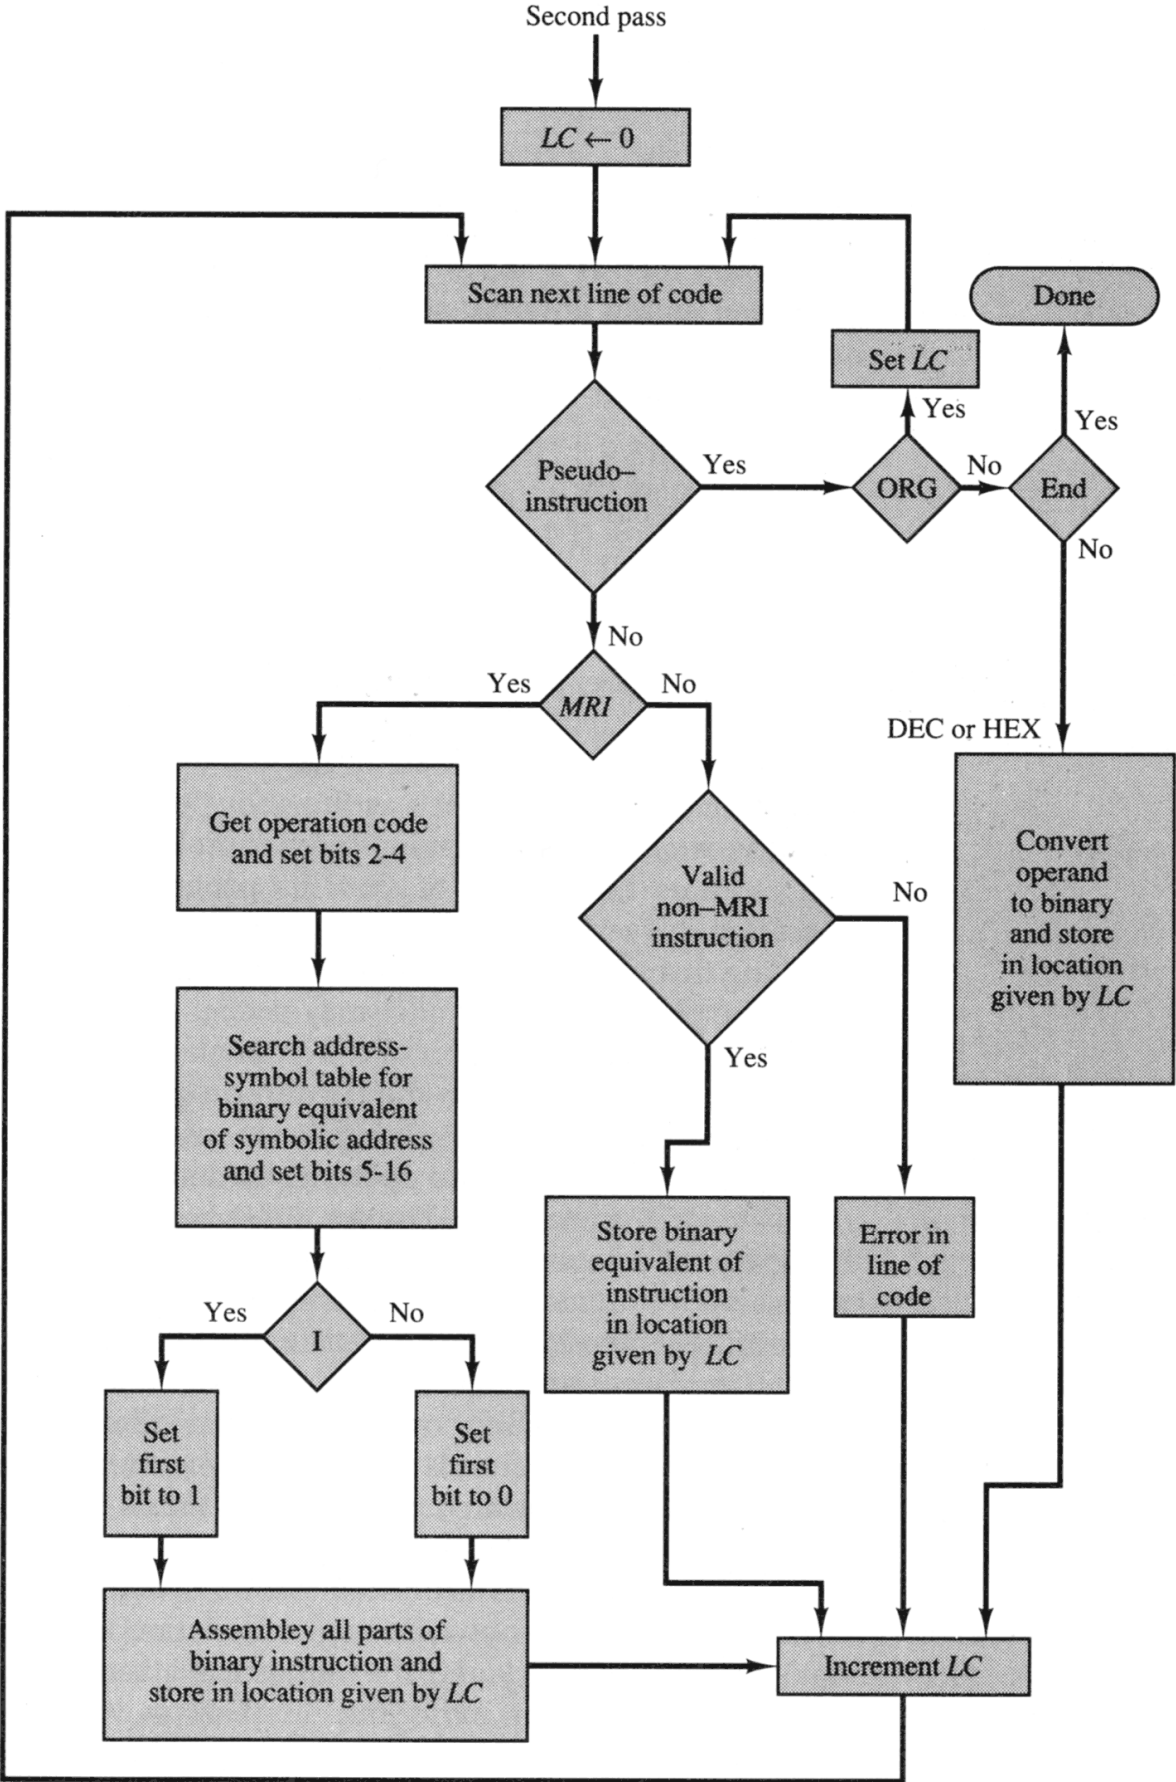 Second pass
LC ← 0
Scan next line of code
Done
Set LC
Yes
Yes
Pseudo–
instruction
Yes
ORG
No
End
No
No
Yes
MRI
No
DEC or HEX
Get operation code
and set bits 2-4
Valid
non–MRI
instruction
No
Convert
operand
to binary
and store
in location
given by LC
Search address-
symbol table for
binary equivalent
of symbolic address
and set bits 5-16
Yes
Store binary
equivalent of
instruction
in location
given by LC
Error in
line of
code
Yes
I
No
Set
first
bit to 1
Set
first
bit to 0
Assembley all parts of
binary instruction and
store in location given by LC
Increment LC